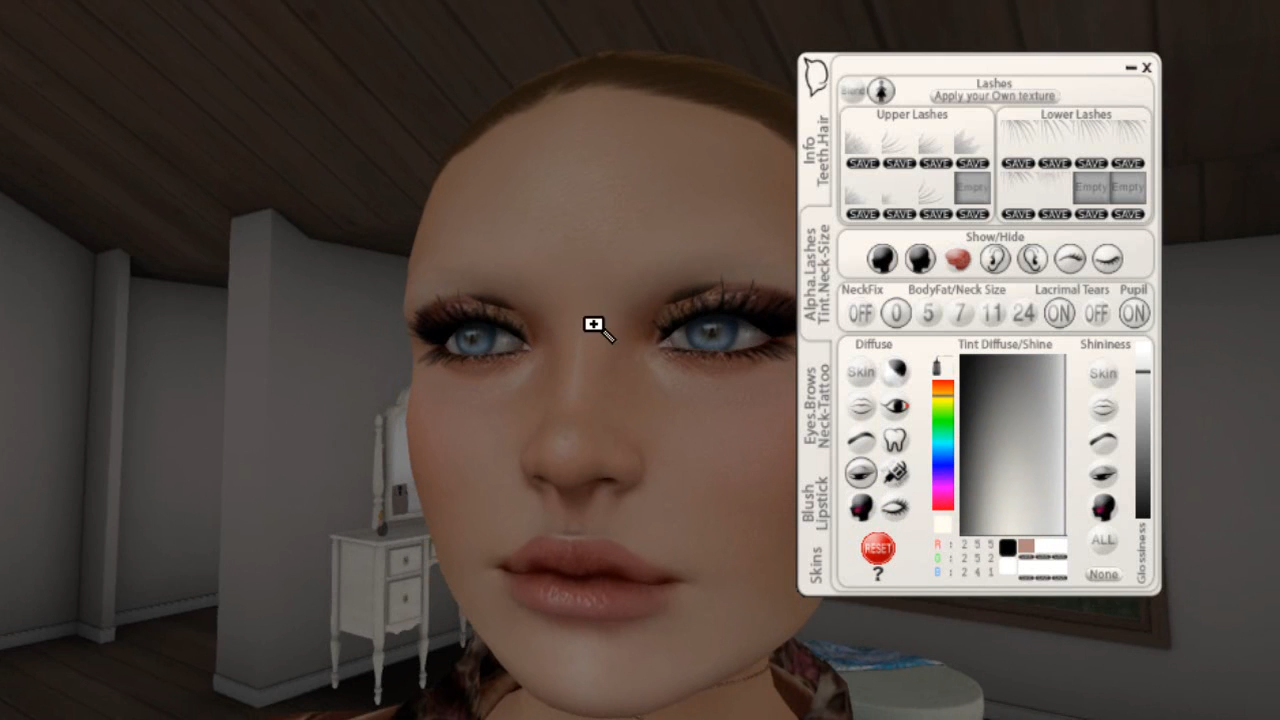 X
Lashes
Blend
Apply your Own texture
Upper Lashes
Lower Lashes
SAVE SAVE SAVE SAVE
SAVE SAVE SAVE SAVE
Empty
Empty Empty
SAVE SAVE SAVE SAVE
SAVE SAVE SAVE SAVE
Show/Hide
NeckFix
BodyFat/Neck Size
Lacrimal Tears
Pupil
OFF 0 5 7 11 24 ON OFF ON
Diffuse
Tint Diffuse/Shine
Shininess
Skin
Skin
RESET
?
R : 2 5 5
G : 2 5 2
B : 2 4 1
ALL
None
Glossiness
Info
Teeth.Hair
Alpha.Lashes
Tint.Neck-Size
Eyes.Brows
Neck-Tattoo
Blush
Lipstick
Skins